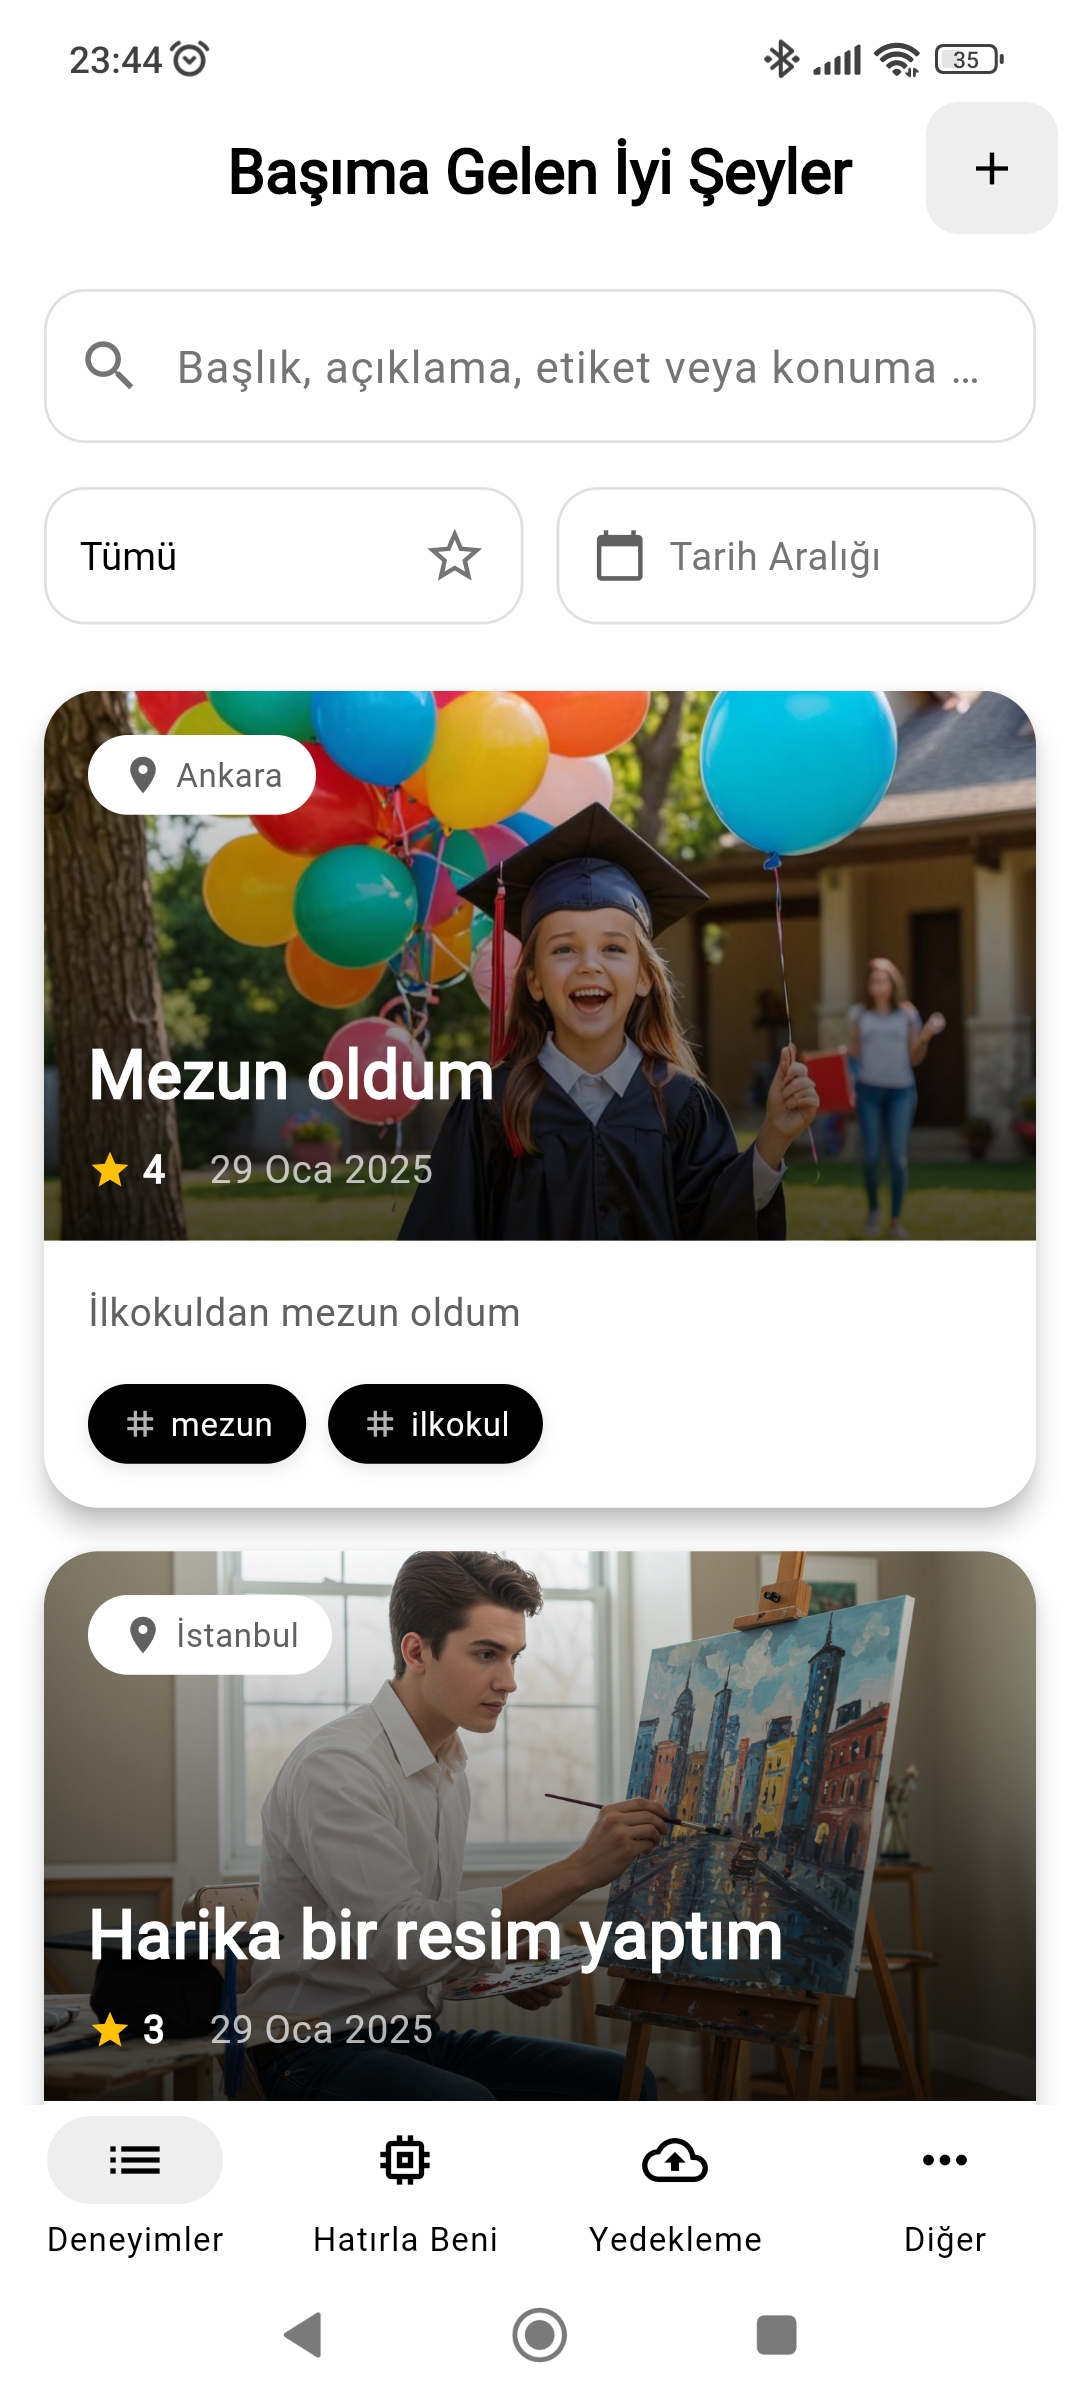 23:44
35
Başıma Gelen İyi Şeyler
Başlık, açıklama, etiket veya konuma ...
Tümü
Tarih Aralığı
Ankara
Mezun oldum
4 29 Oca 2025
İlkokuldan mezun oldum
# mezun # ilkokul
İstanbul
Harika bir resim yaptım
3 29 Oca 2025
Deneyimler Hatırla Beni Yedekleme Diğer